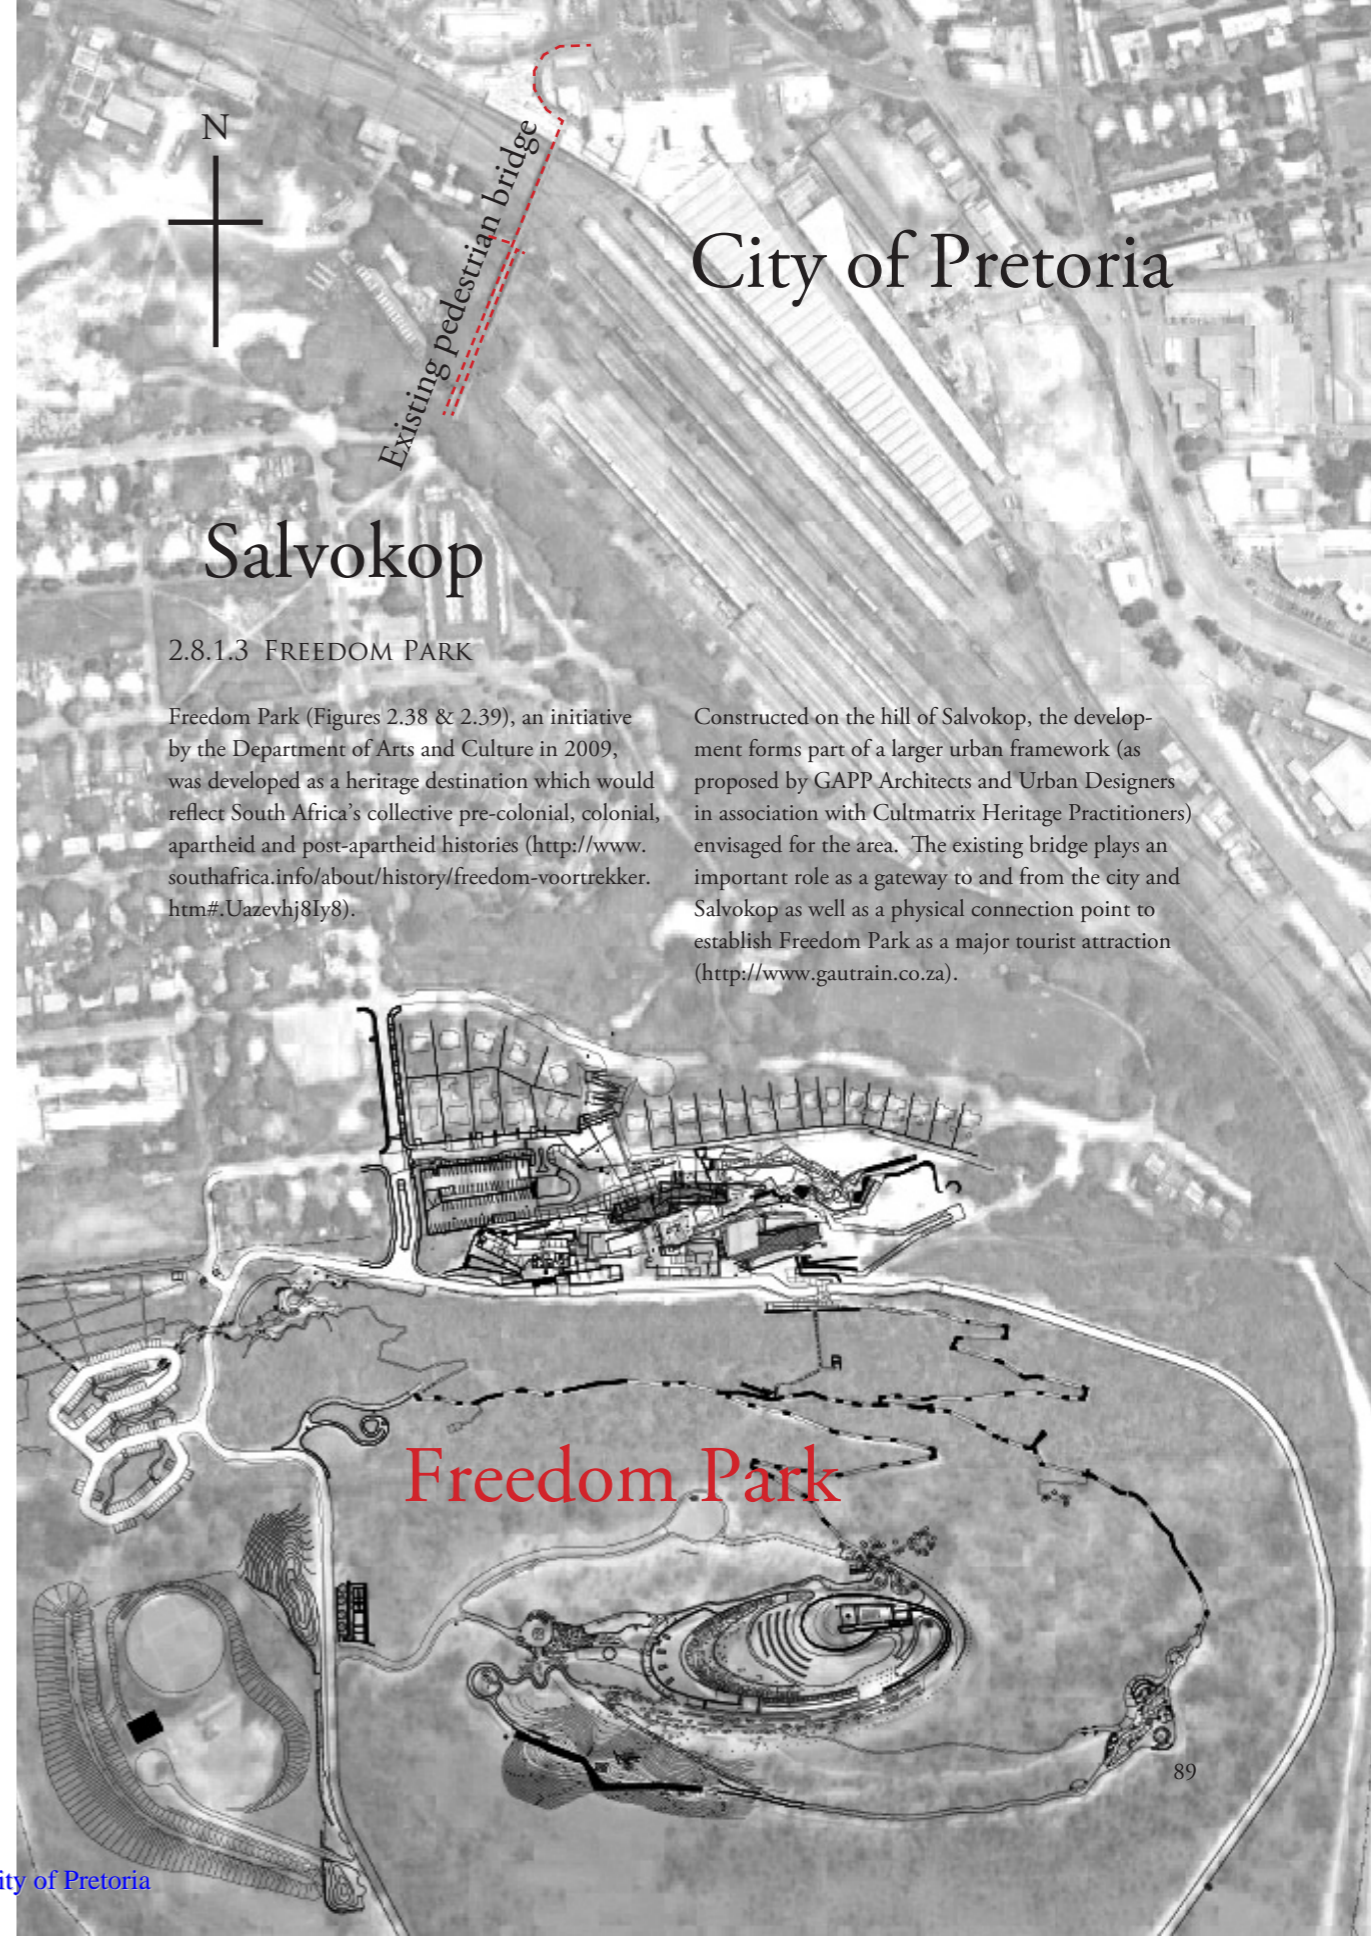 N
Existing pedestrian bridge
City of Pretoria
Salvokop
2.8.1.3 Freedom Park
Freedom Park (Figures 2.38 & 2.39), an initiative
by the Department of Arts and Culture in 2009,
was developed as a heritage destination which would
reflect South Africa's collective pre-colonial, colonial,
apartheid and post-apartheid histories (http://www.
southafrica.info/about/history/freedom-voortrekker.
htm#.Uazevhj8Iy8).
Constructed on the hill of Salvokop, the develop-
ment forms part of a larger urban framework (as
proposed by GAPP Architects and Urban Designers
in association with Cultmatrix Heritage Practitioners)
envisaged for the area. The existing bridge plays an
important role as a gateway to and from the city and
Salvokop as well as a physical connection point to
establish Freedom Park as a major tourist attraction
(http://www.gautrain.co.za).
Freedom Park
89
ity of Pretoria